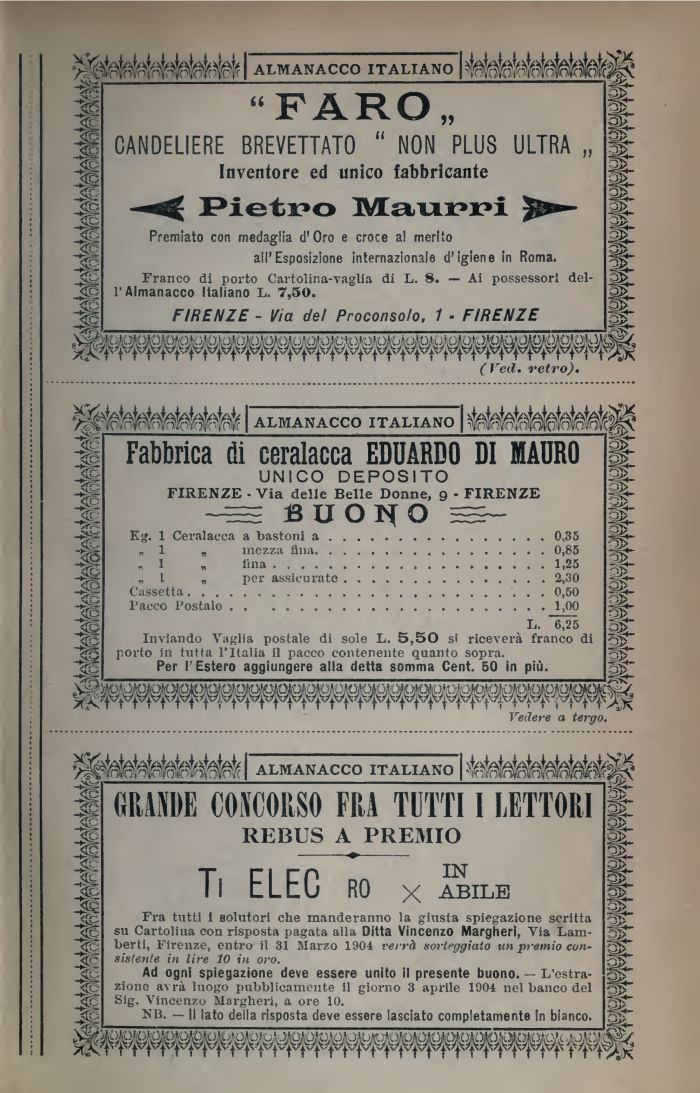 ALMANACCO ITALIANO
“ FARO „
CANDELIERE BREVETTATO “ NON PLUS ULTRA „
Inventore ed unico fabbricante
Pietro Maurri
Premiato con medaglia d' Oro e croce al merito
all' Esposizione internazionale d'igiene in Roma.
Franco di porto Cartolina-vaglia di L. 8. — Ai possessori del-
l' Almanacco Italiano L. 7,50.
FIRENZE - Via del Proconsolo, 1 - FIRENZE
(Ved. retro).
ALMANACCO ITALIANO
Fabbrica di ceralacca EDUARDO DI MAURO
UNICO DEPOSITO
FIRENZE - Via delle Belle Donne, 9 - FIRENZE
BUONO
Kg. 1 Ceralacca a bastoni a . . . . . . . . . . . . . . . . . . 0,35
„ 1 „ mezza fina. . . . . . . . . . . . . . . . . . . 0,85
„ 1 „ fina . . . . . . . . . . . . . . . . . . . . . 1,25
„ 1 „ per assicurate . . . . . . . . . . . . . . . . 2,30
Cassetta. . . . . . . . . . . . . . . . . . . . . . . . . . . 0,50
Pacco Postale . . . . . . . . . . . . . . . . . . . . . . . . 1,00
L. 6,25
Inviando Vaglia postale di sole L. 5,50 si riceverà franco di
porto in tutta l'Italia il pacco contenente quanto sopra.
Per l' Estero aggiungere alla detta somma Cent. 50 in più.
Vedere a tergo.
ALMANACCO ITALIANO
GRANDE CONCORSO FRA TUTTI I LETTORI
REBUS A PREMIO
Ti ELEC RO × IN
ABILE
Fra tutti i solutori che manderanno la giusta spiegazione scritta
su Cartolina con risposta pagata alla Ditta Vincenzo Margheri, Via Lam-
berti, Firenze, entro il 31 Marzo 1904 verrà sorteggiato un premio con-
sistente in lire 10 in oro.
Ad ogni spiegazione deve essere unito il presente buono. — L'estra-
zione avrà luogo pubblicamente il giorno 3 aprile 1904 nel banco del
Sig. Vincenzo Margheri, a ore 10.
NB. — Il lato della risposta deve essere lasciato completamente in bianco.